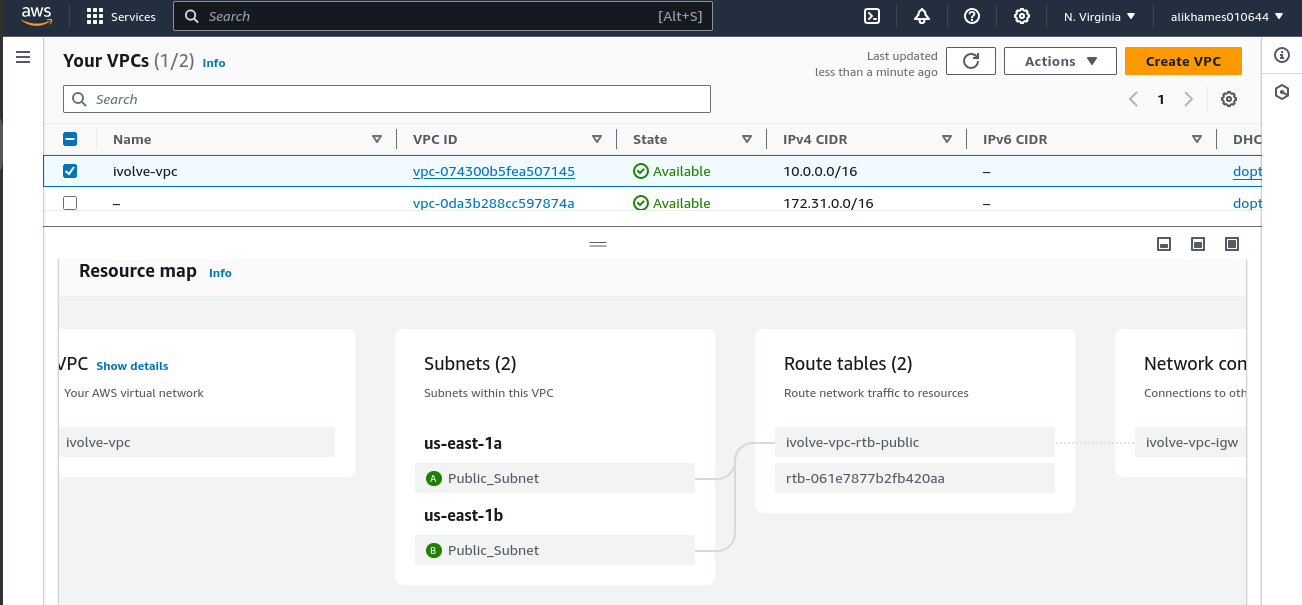 aws Services Search [Alt+S] N. Virginia alikhames010644
Your VPCs (1/2) Info
Last updated
less than a minute ago
Actions Create VPC
Search 1
Name VPC ID State IPv4 CIDR IPv6 CIDR DHC
ivolve-vpc vpc-074300b5fea507145 Available 10.0.0.0/16 – dopt
– vpc-0da3b288cc597874a Available 172.31.0.0/16 – dopt
Resource map Info
VPC Show details
Your AWS virtual network
ivolve-vpc
Subnets (2)
Subnets within this VPC
us-east-1a
A Public_Subnet
us-east-1b
B Public_Subnet
Route tables (2)
Route network traffic to resources
ivolve-vpc-rtb-public
rtb-061e7877b2fb420aa
Network con
Connections to oth
ivolve-vpc-igw